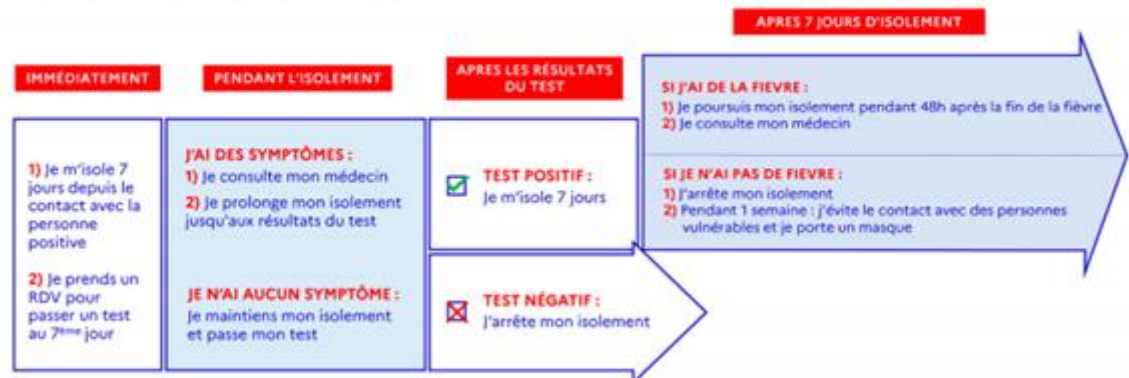 IMMÉDIATEMENT
1) Je m'isole 7
jours depuis le
contact avec la
personne
positive
2) Je prends un
RDV pour
passer un test
au 7ème jour
PENDANT L'ISOLEMENT
J'AI DES SYMPTÔMES :
1) Je consulte mon médecin
2) Je prolonge mon isolement
jusqu'aux résultats du test
JE N'AI AUCUN SYMPTÔME :
Je maintiens mon isolement
et passe mon test
APRES LES RÉSULTATS
DU TEST
TEST POSITIF :
Je m'isole 7 jours
TEST NÉGATIF :
J'arrête mon isolement
APRES 7 JOURS D'ISOLEMENT
SI J'AI DE LA FIEVRE :
1) Je poursuis mon isolement pendant 48h après la fin de la fièvre
2) Je consulte mon médecin
SI JE N'AI PAS DE FIEVRE :
1) J'arrête mon isolement
2) Pendant 1 semaine : j'évite le contact avec des personnes
vulnérables et je porte un masque